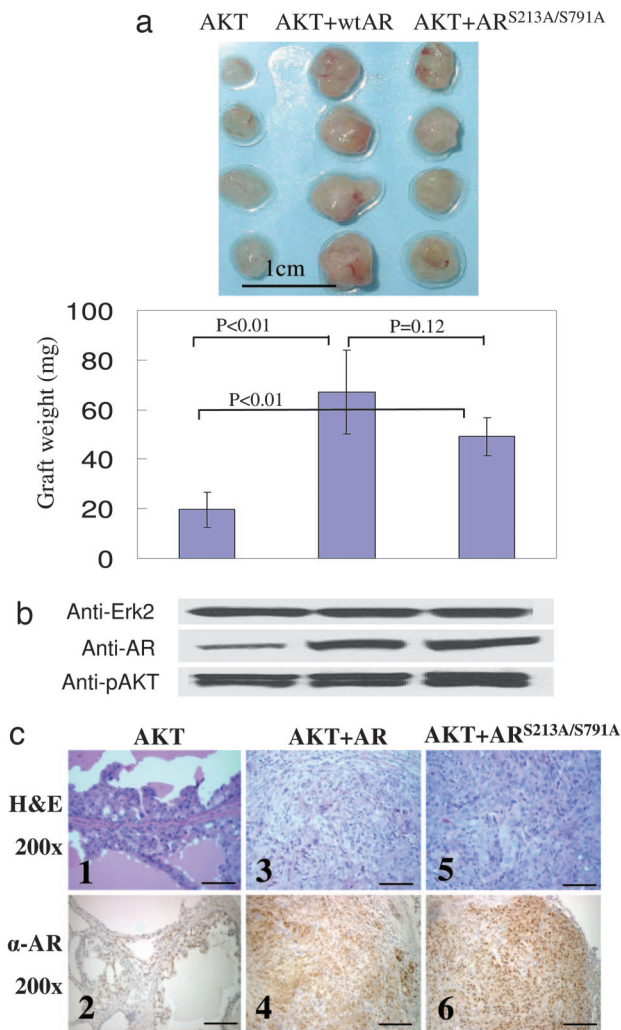 a AKT AKT+wtAR AKT+AR^S213A/S791A
1cm
100
P<0.01 P=0.12
80
P<0.01
60
40
20
0
Graft weight (mg)
b
Anti-Erk2
Anti-AR
Anti-pAKT
c AKT AKT+AR AKT+AR^S213A/S791A
H&E
200x
1 3 5
α-AR
200x
2 4 6